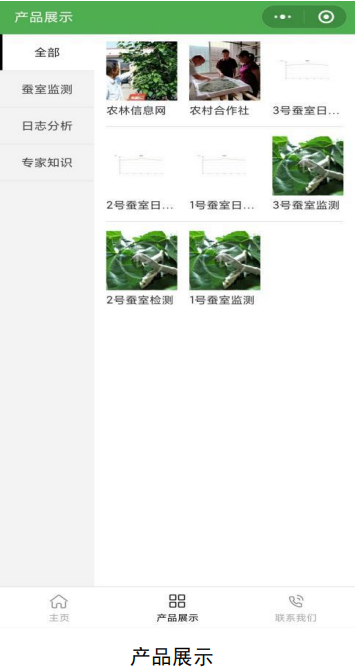 产品展示
全部
蚕室监测
日志分析
专家知识
农林信息网
农村合作社
3号蚕室日...
2号蚕室日...
1号蚕室日...
3号蚕室监测
2号蚕室检测
1号蚕室监测
主页
产品展示
联系我们
产品展示